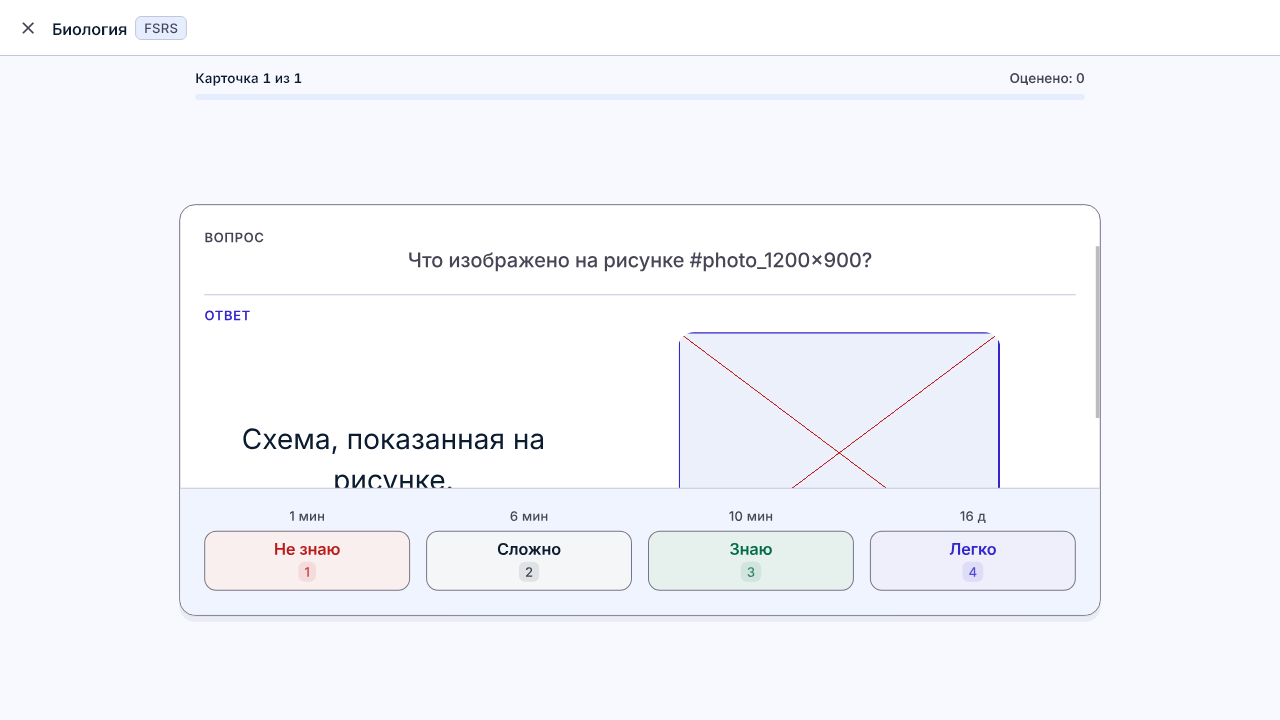 Биология FSRS
Карточка 1 из 1
Оценено: 0
ВОПРОС
Что изображено на рисунке #photo_1200×900?
ОТВЕТ
Схема, показанная на
рисунке.
1 мин
6 мин
10 мин
16 д
Не знаю
Сложно
Знаю
Легко
1
2
3
4